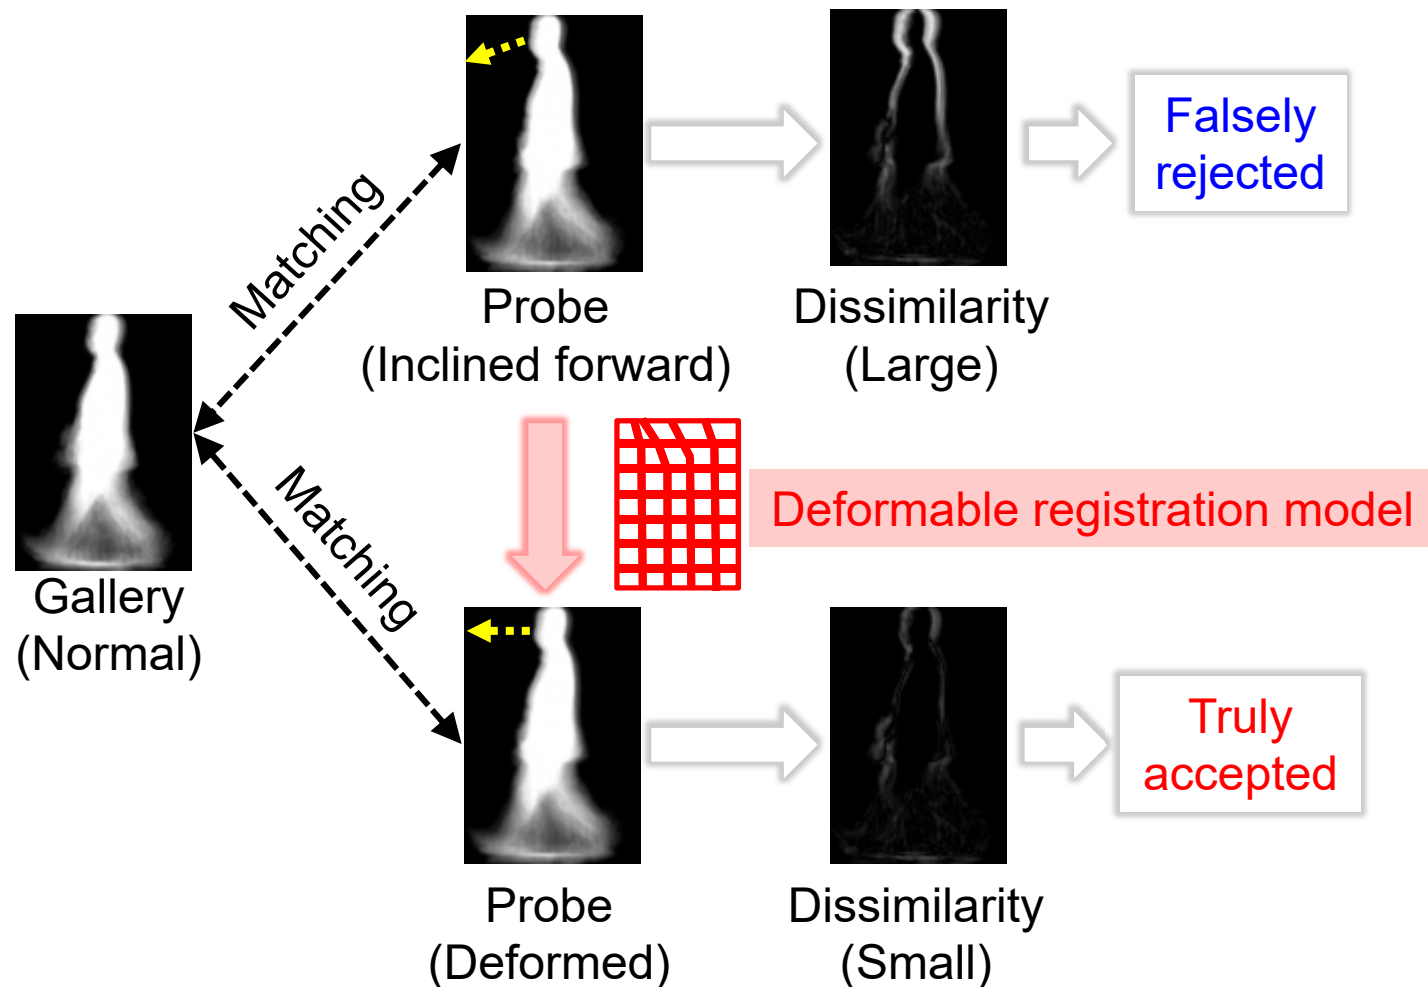 Falsely
rejected
Matching
Probe
(Inclined forward)
Dissimilarity
(Large)
Gallery
(Normal)
Deformable registration model
Matching
Probe
(Deformed)
Dissimilarity
(Small)
Truly
accepted